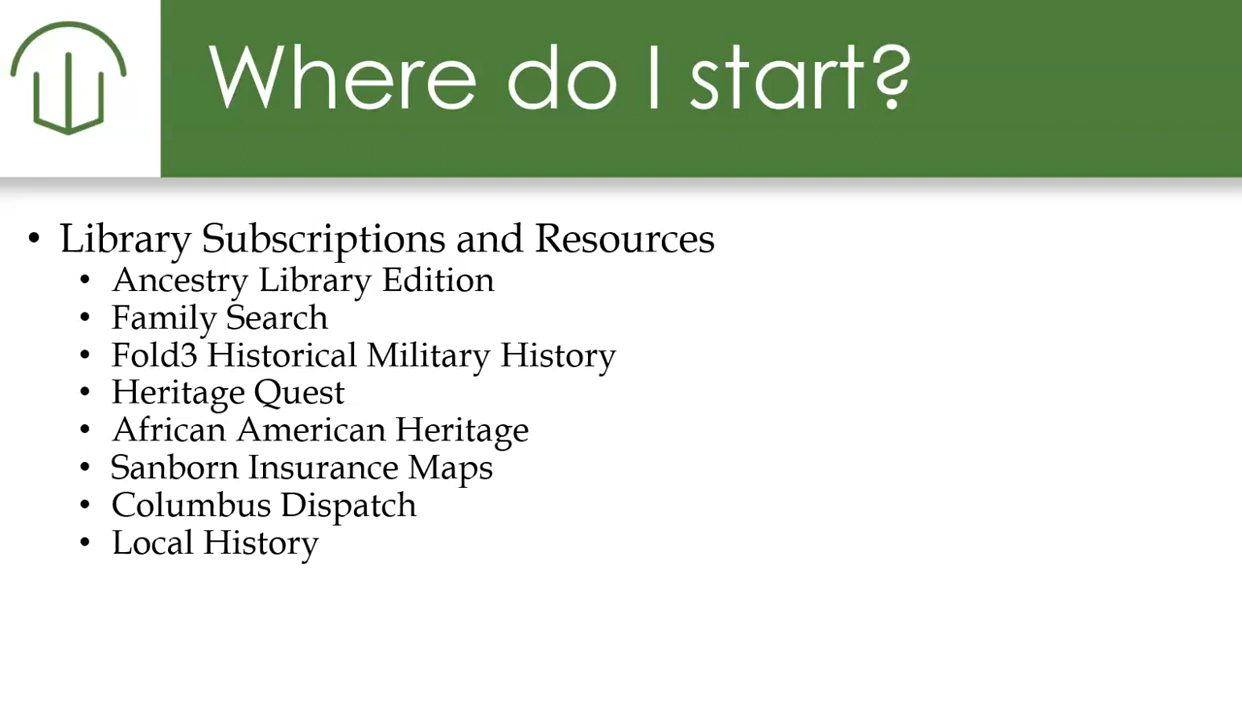 Where do I start?
• Library Subscriptions and Resources
• Ancestry Library Edition
• Family Search
• Fold3 Historical Military History
• Heritage Quest
• African American Heritage
• Sanborn Insurance Maps
• Columbus Dispatch
• Local History